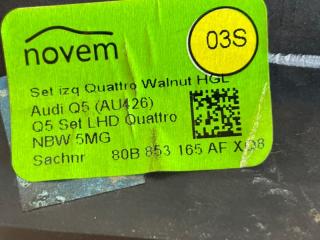 novem
03S
Set izq Quattro Walnut HGL
Audi Q5 (AU426)
Q5 Set LHD Quattro
NBW 5MG
Sachnr 80B 853 165 AF XQ8